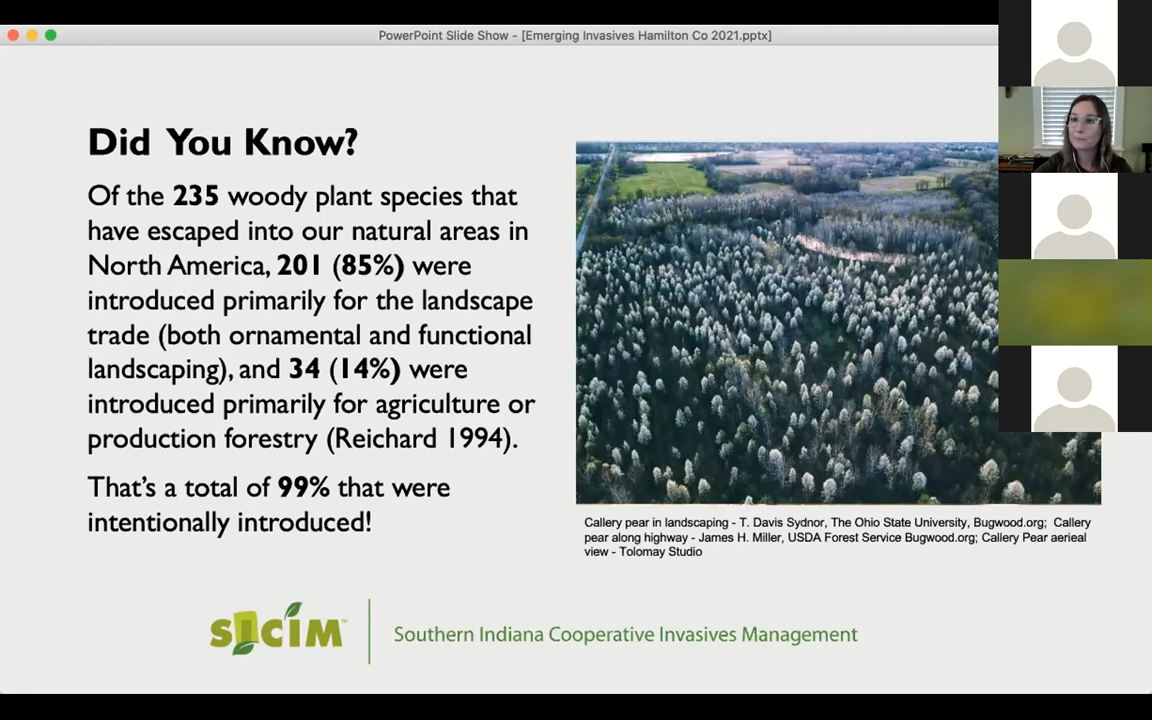 PowerPoint Slide Show - [Emerging Invasives Hamilton Co 2021.pptx]
Did You Know?
Of the 235 woody plant species that
have escaped into our natural areas in
North America, 201 (85%) were
introduced primarily for the landscape
trade (both ornamental and functional
landscaping), and 34 (14%) were
introduced primarily for agriculture or
production forestry (Reichard 1994).
That's a total of 99% that were
intentionally introduced!
Callery pear in landscaping - T. Davis Sydnor, The Ohio State University, Bugwood.org; Callery
pear along highway - James H. Miller, USDA Forest Service Bugwood.org; Callery Pear aerieal
view - Tolomay Studio
SICIM™
Southern Indiana Cooperative Invasives Management